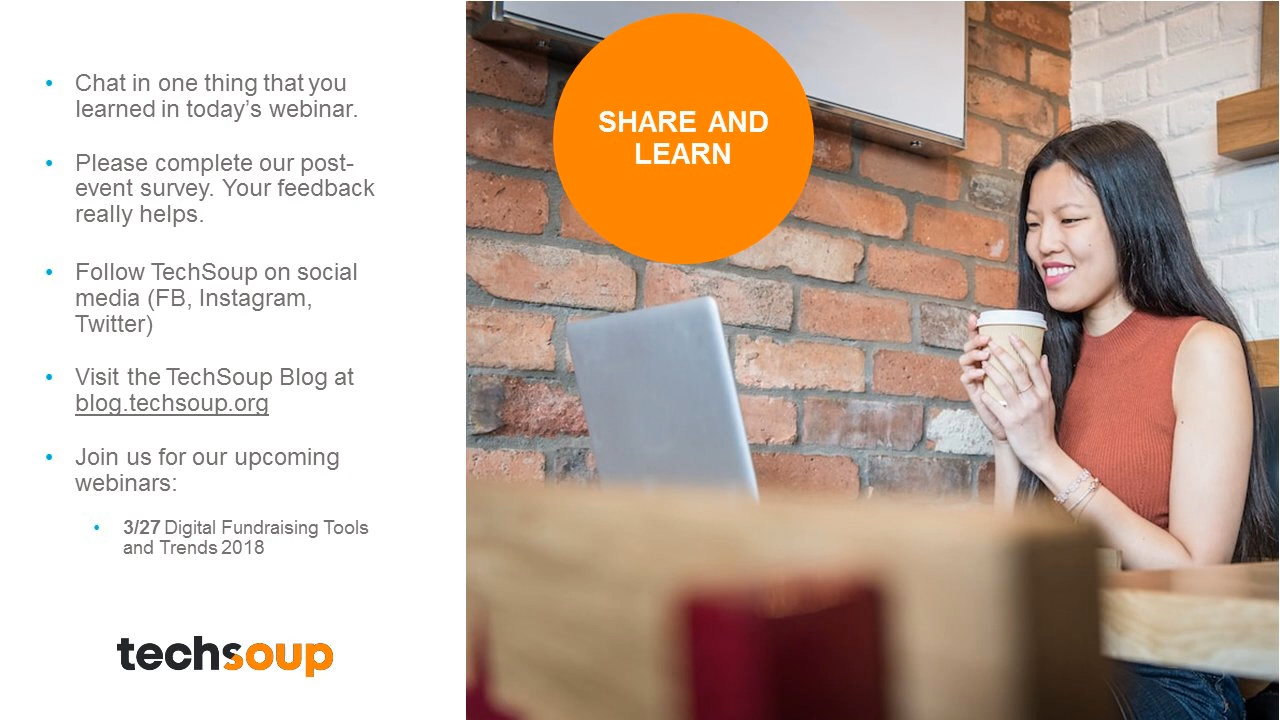 • Chat in one thing that you
learned in today’s webinar.
• Please complete our post-
event survey. Your feedback
really helps.
• Follow TechSoup on social
media (FB, Instagram,
Twitter)
• Visit the TechSoup Blog at
blog.techsoup.org
• Join us for our upcoming
webinars:
• 3/27 Digital Fundraising Tools
and Trends 2018
techsoup
SHARE AND
LEARN